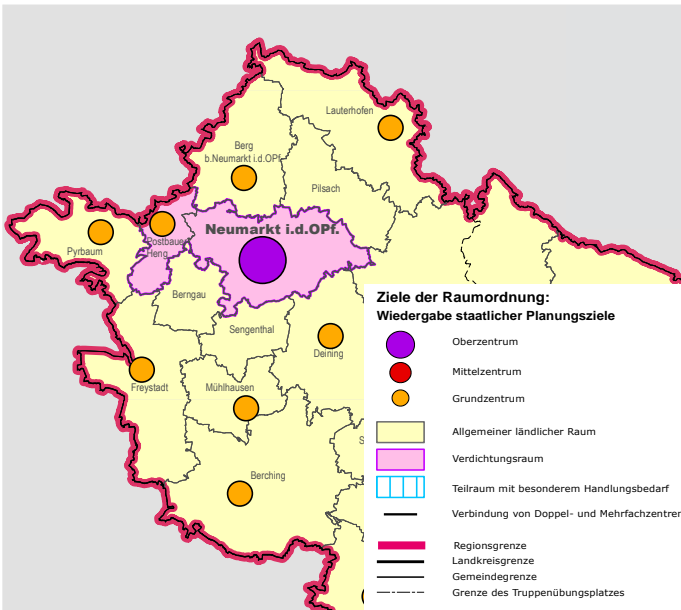 Lauterhofen
Berg
b.Neumarkt i.d.OPf.
Pilsach
Neumarkt i.d.OPf.
Postbauer
Heng
Pyrbaum
Berngau
Sengenthal
Deining
Freystadt
Mühlhausen
Berching
S
Ziele der Raumordnung:
Wiedergabe staatlicher Planungsziele
Oberzentrum
Mittelzentrum
Grundzentrum
Allgemeiner ländlicher Raum
Verdichtungsraum
Teilraum mit besonderem Handlungsbedarf
Verbindung von Doppel- und Mehrfachzentren
Regionsgrenze
Landkreisgrenze
Gemeindegrenze
Grenze des Truppenübungsplatzes